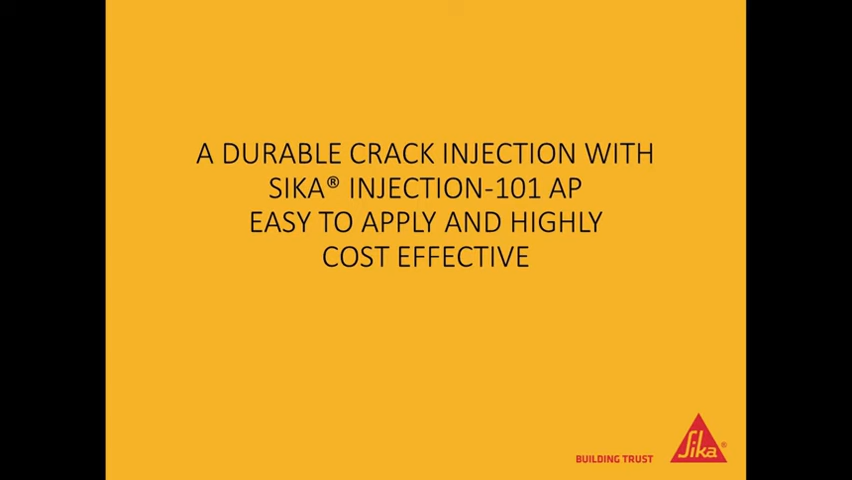 A DURABLE CRACK INJECTION WITH
SIKA® INJECTION-101 AP
EASY TO APPLY AND HIGHLY
COST EFFECTIVE
BUILDING TRUST
Sika®